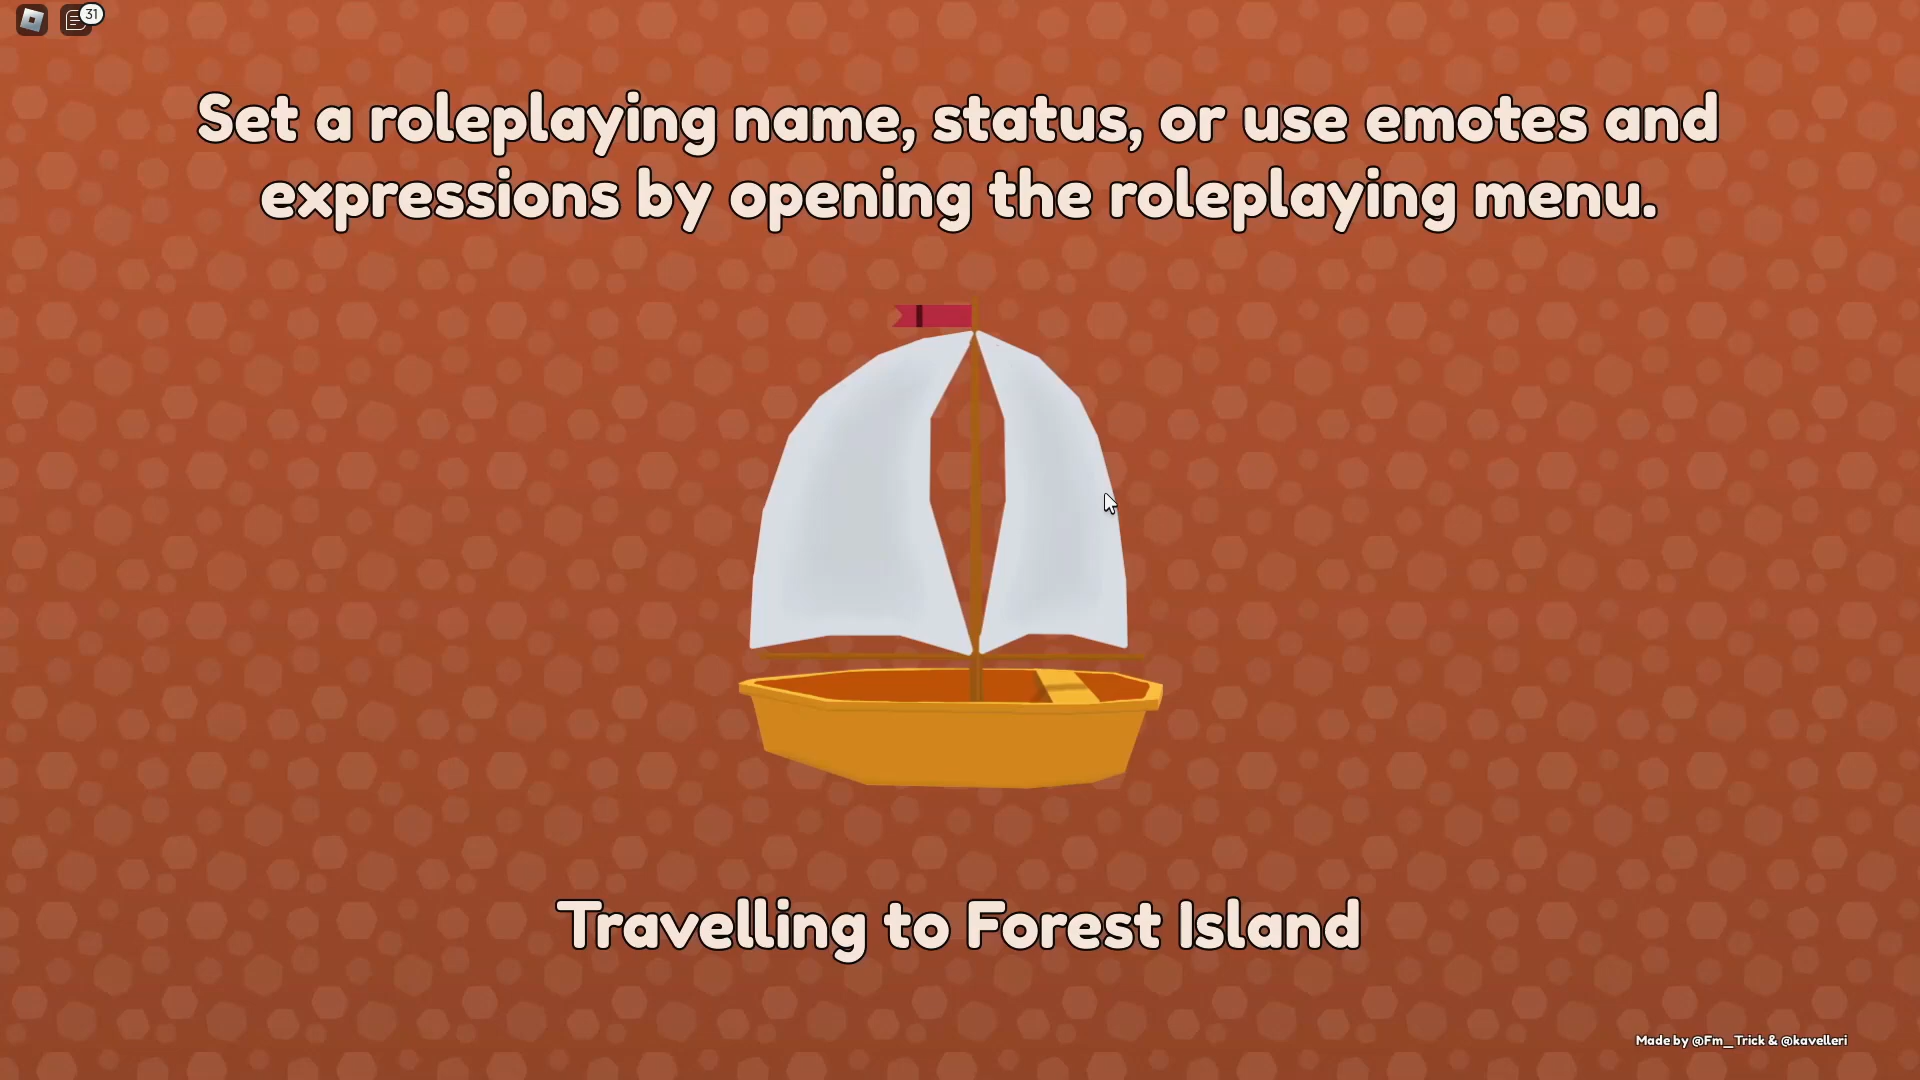 31
Set a roleplaying name, status, or use emotes and
expressions by opening the roleplaying menu.
Travelling to Forest Island
Made by @Fm_Trick & @kavelleri